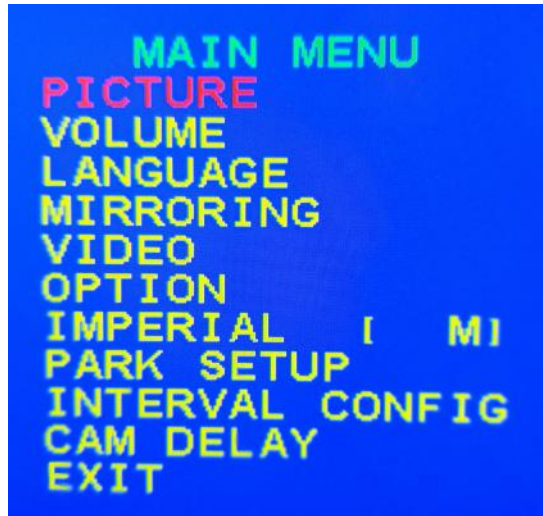 MAIN MENU
PICTURE
VOLUME
LANGUAGE
MIRRORING
VIDEO
OPTION
IMPERIAL [ M]
PARK SETUP
INTERVAL CONFIG
CAM DELAY
EXIT